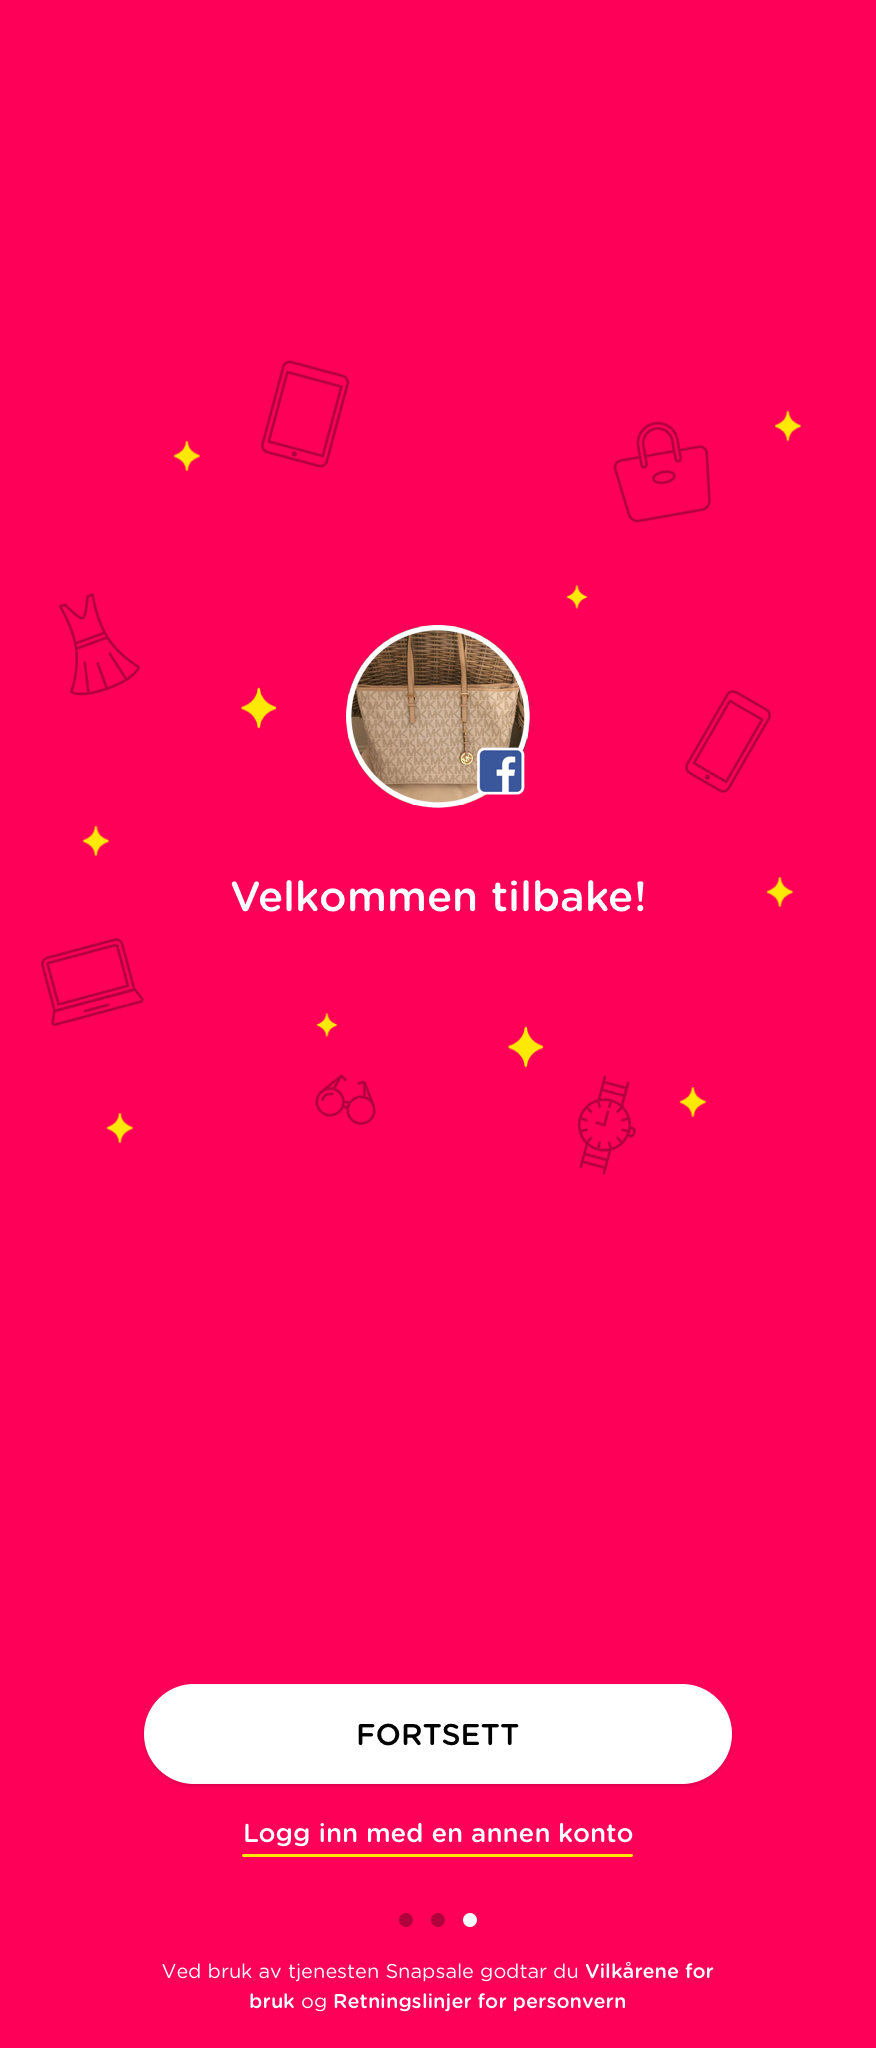 Velkommen tilbake!
FORTSETT
Logg inn med en annen konto
Ved bruk av tjenesten Snapsale godtar du Vilkårene for
bruk og Retningslinjer for personvern